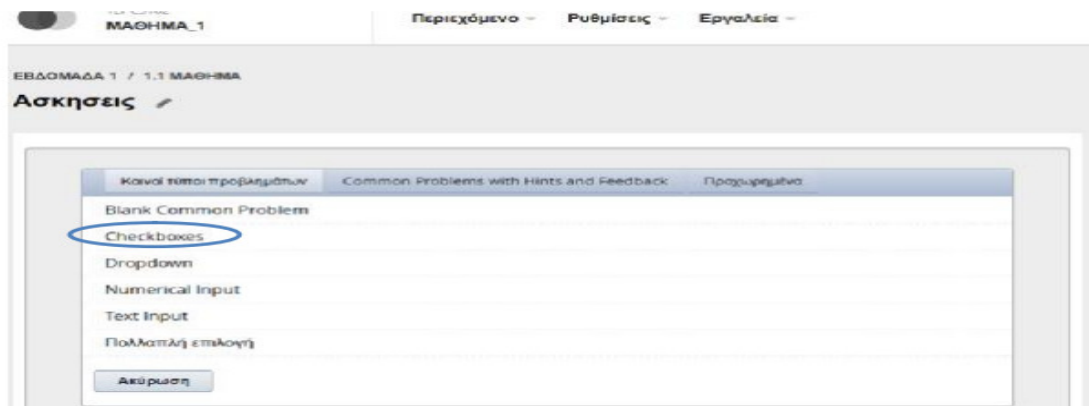 ΜΑΘΗΜΑ_1
Περιεχόμενο Ρυθμίσεις Εργαλεία
ΕΒΔΟΜΑΔΑ 1 / 1.1 ΜΑΘΗΜΑ
Ασκησεις
Κοινοί τύποι προβλημάτων Common Problems with Hints and Feedback Προχωρημένα
Blank Common Problem
Checkboxes
Dropdown
Numerical Input
Text Input
Πολλαπλή επιλογή
Ακύρωση